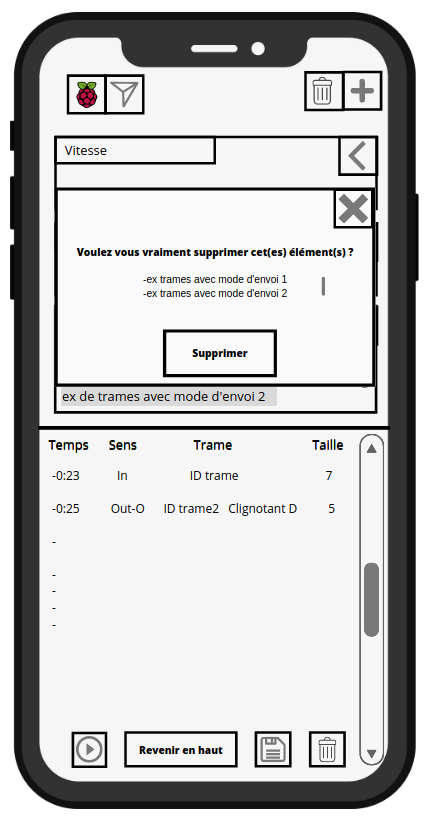 Vitesse
Voulez vous vraiment supprimer cet(es) élément(s) ?
-ex trames avec mode d'envoi 1
-ex trames avec mode d'envoi 2
Supprimer
ex de trames avec mode d'envoi 2
Temps Sens Trame Taille
-0:23 In ID trame 7
-0:25 Out-O ID trame2 Clignotant D 5
-
-
-
-
-
Revenir en haut